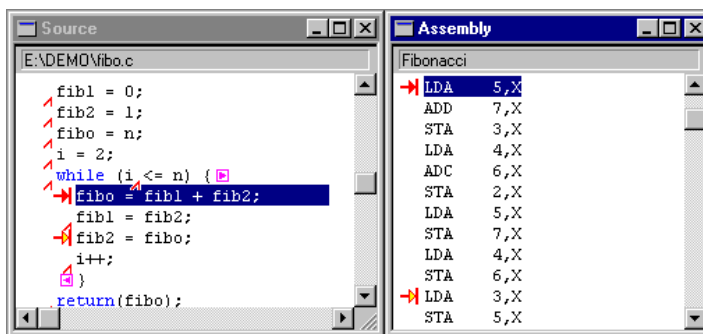 Source
E:\DEMO\fibo.c
fib1 = 0;
fib2 = 1;
fibo = n;
i = 2;
while (i <= n) {
fibo = fib1 + fib2;
fib1 = fib2;
fib2 = fibo;
i++;
}
return(fibo);
Assembly
Fibonacci
LDA 5,X
ADD 7,X
STA 3,X
LDA 4,X
ADC 6,X
STA 2,X
LDA 5,X
STA 7,X
LDA 4,X
STA 6,X
LDA 3,X
STA 5,X